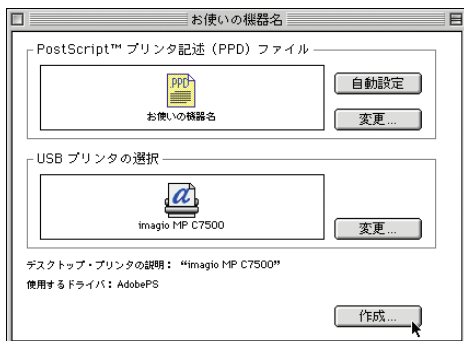 お使いの機器名
PostScript™ プリンタ記述（PPD）ファイル
PPD
お使いの機器名
自動設定
変更...
USB プリンタの選択
a
imagio MP C7500
変更...
デスクトップ・プリンタの説明： “imagio MP C7500”
使用するドライバ： AdobePS
作成...